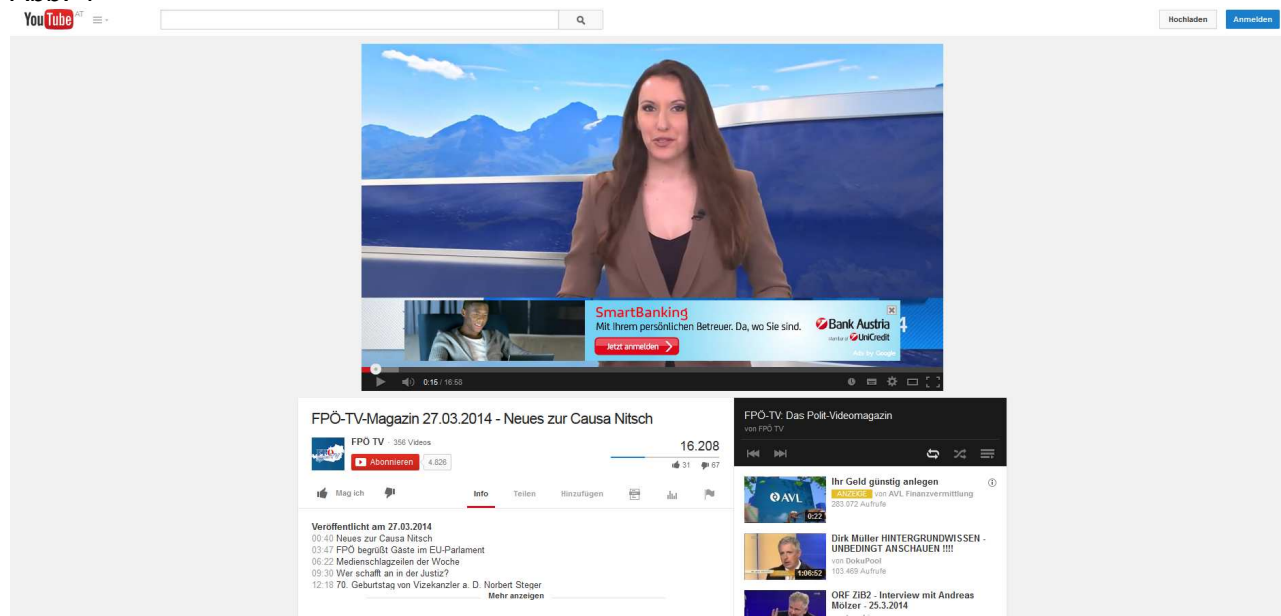 YouTube AT
Hochladen
Anmelden
SmartBanking
Mit Ihrem persönlichen Betreuer. Da, wo Sie sind.
Jetzt anmelden
Bank Austria
Member of UniCredit
Ads by Google
4
0:15 / 16:58
FPÖ-TV-Magazin 27.03.2014 - Neues zur Causa Nitsch
FPÖ TV · 356 Videos
Abonnieren 4.826
16.208
31 67
Mag ich
Info Teilen Hinzufügen
Veröffentlicht am 27.03.2014
00:40 Neues zur Causa Nitsch
03:47 FPÖ begrüßt Gäste im EU-Parlament
06:22 Medienschlagzeilen der Woche
09:30 Wer schafft an in der Justiz?
12:18 70. Geburtstag von Vizekanzler a. D. Norbert Steger
Mehr anzeigen
FPÖ-TV: Das Polit-Videomagazin
von FPÖ TV
AVL
0:22
Ihr Geld günstig anlegen
ANZEIGE von AVL Finanzvermittlung
283.072 Aufrufe
1:06:52
Dirk Müller HINTERGRUNDWISSEN -
UNBEDINGT ANSCHAUEN !!!!
von DokuPool
103.469 Aufrufe
ORF ZiB2 - Interview mit Andreas
Mölzer - 25.3.2014